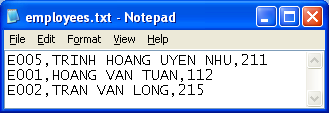 employees.txt - Notepad
File Edit Format View Help
E005,TRINH HOANG UYEN NHU,211
E001,HOANG VAN TUAN,112
E002,TRAN VAN LONG,215